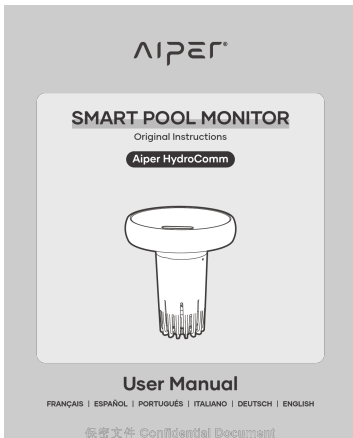 AIPER®
SMART POOL MONITOR
Original Instructions
Aiper HydroComm
User Manual
FRANÇAIS | ESPAÑOL | PORTUGUÊS | ITALIANO | DEUTSCH | ENGLISH
保密文件 Confidential Document